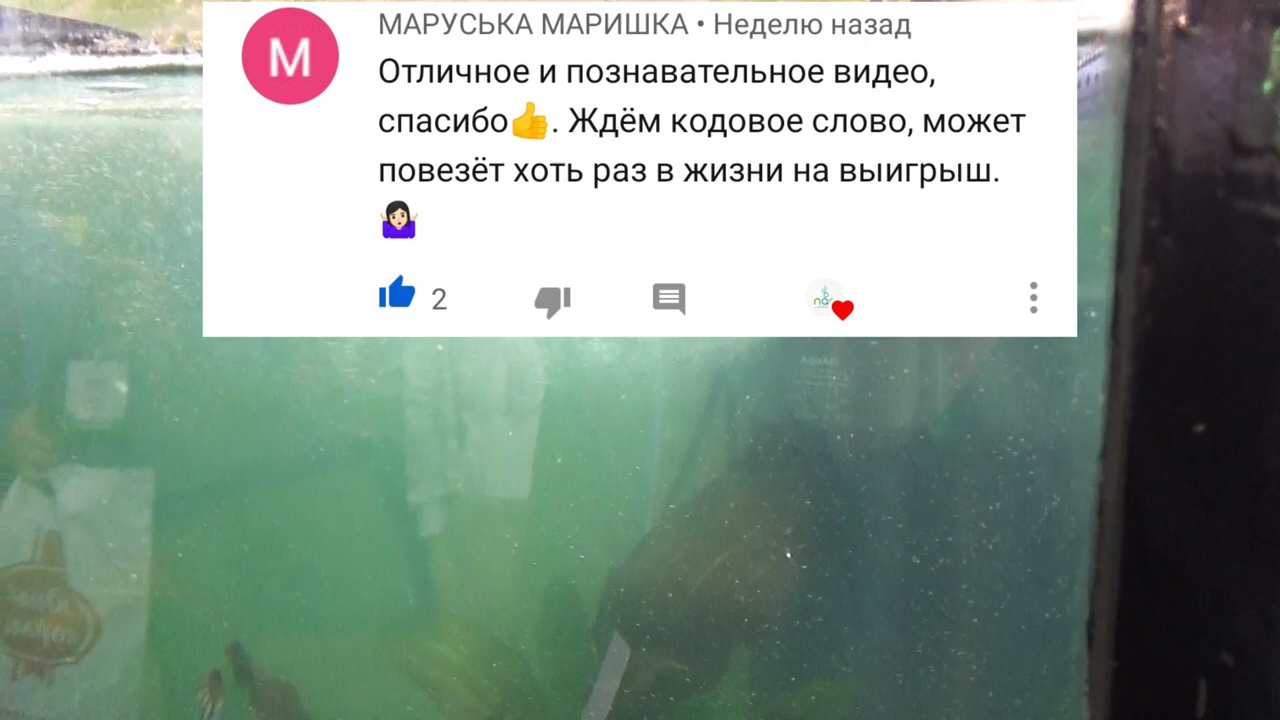 МАРУСЬКА МАРИШКА • Неделю назад
М
Отличное и познавательное видео,
спасибо👍. Ждём кодовое слово, может
повезёт хоть раз в жизни на выигрыш.
🤷🏻‍♀️
2